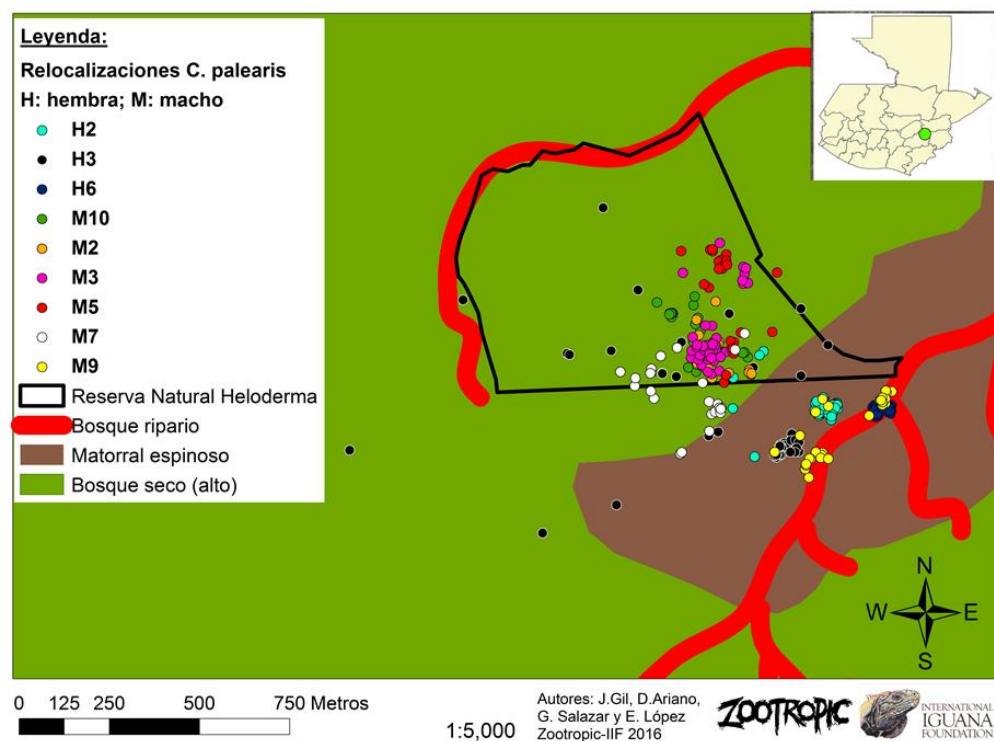 Leyenda:
Relocalizaciones C. palearis
H: hembra; M: macho
H2
H3
H6
M10
M2
M3
M5
M7
M9
Reserva Natural Heloderma
Bosque ripario
Matorral espinoso
Bosque seco (alto)
N
W E
S
0 125 250 500 750 Metros
1:5,000
Autores: J.Gil, D.Ariano,
G. Salazar y E. López
Zootropic-IIF 2016
ZOOTROPIC
INTERNATIONAL
IGUANA
FOUNDATION